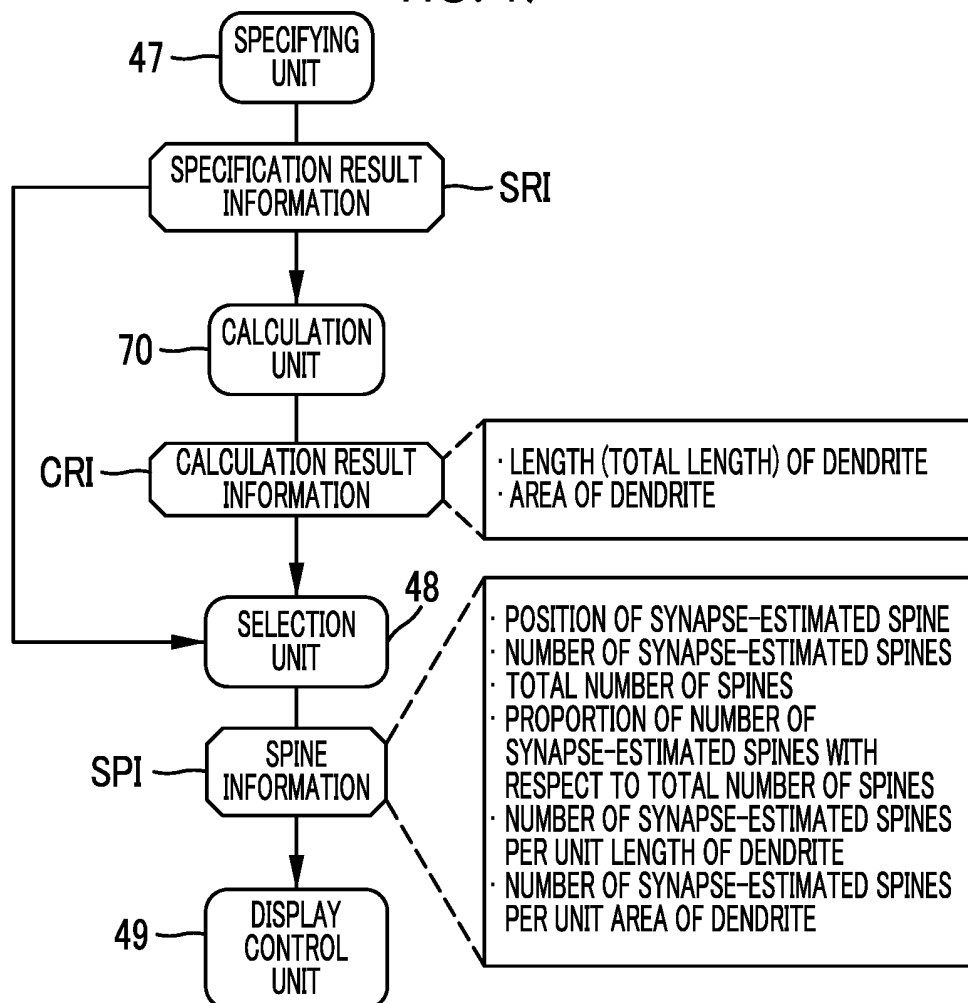 47
SPECIFYING
UNIT
SPECIFICATION RESULT
INFORMATION
SRI
70
CALCULATION
UNIT
CRI
CALCULATION RESULT
INFORMATION
· LENGTH (TOTAL LENGTH) OF DENDRITE
· AREA OF DENDRITE
48
SELECTION
UNIT
SPI
SPINE
INFORMATION
· POSITION OF SYNAPSE-ESTIMATED SPINE
· NUMBER OF SYNAPSE-ESTIMATED SPINES
· TOTAL NUMBER OF SPINES
· PROPORTION OF NUMBER OF
SYNAPSE-ESTIMATED SPINES WITH
RESPECT TO TOTAL NUMBER OF SPINES
· NUMBER OF SYNAPSE-ESTIMATED SPINES
PER UNIT LENGTH OF DENDRITE
· NUMBER OF SYNAPSE-ESTIMATED SPINES
PER UNIT AREA OF DENDRITE
49
DISPLAY
CONTROL
UNIT